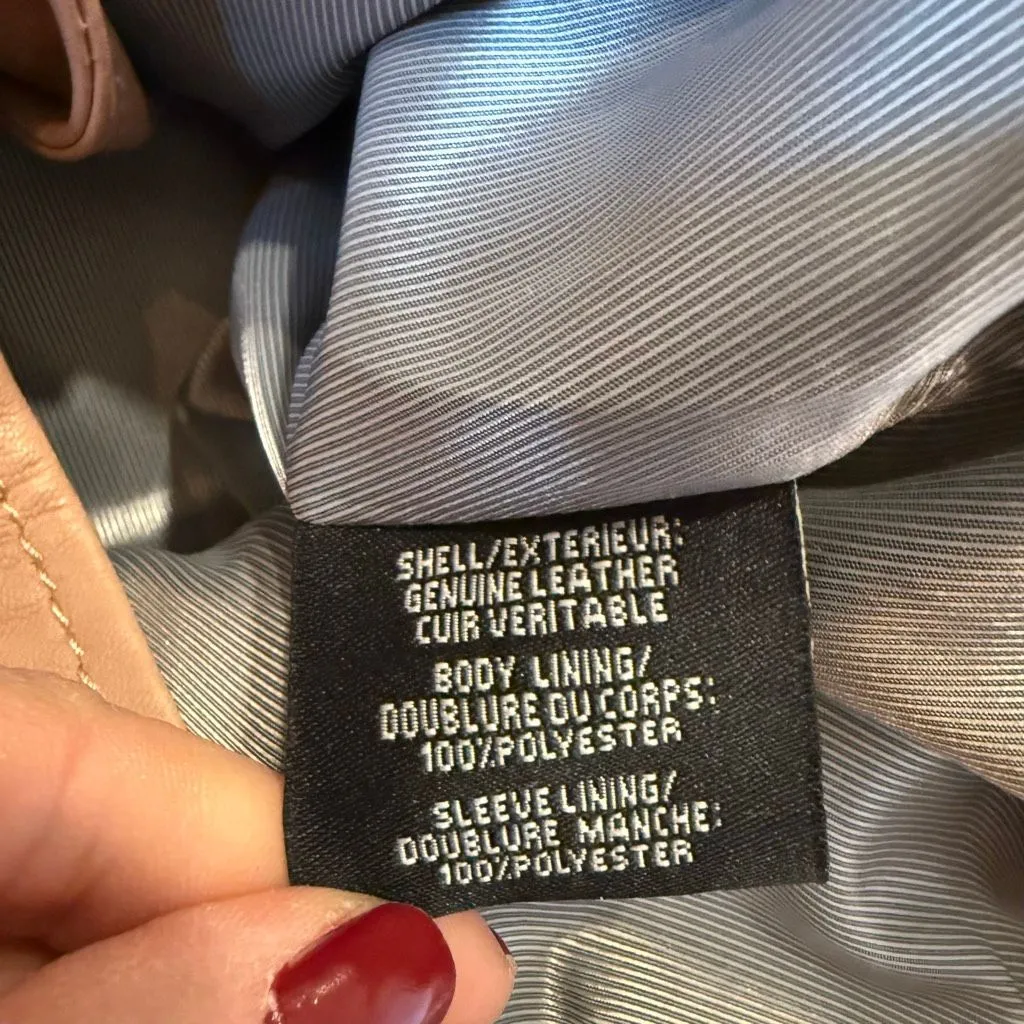 SHELL/EXTERIEUR:
GENUINE LEATHER
CUIR VERITABLE
BODY LINING/
DOUBLURE DU CORPS:
100%POLYESTER
SLEEVE LINING/
DOUBLURE MANCHE:
100%POLYESTER